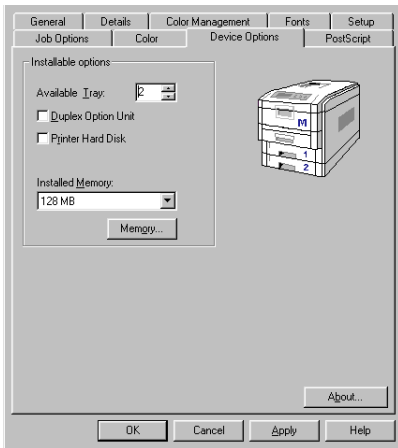 General Details Color Management Fonts Setup
Job Options Color Device Options PostScript
Installable options
Available Tray: 2
Duplex Option Unit
Printer Hard Disk
Installed Memory:
128 MB
Memory...
M
1
2
About...
OK Cancel Apply Help